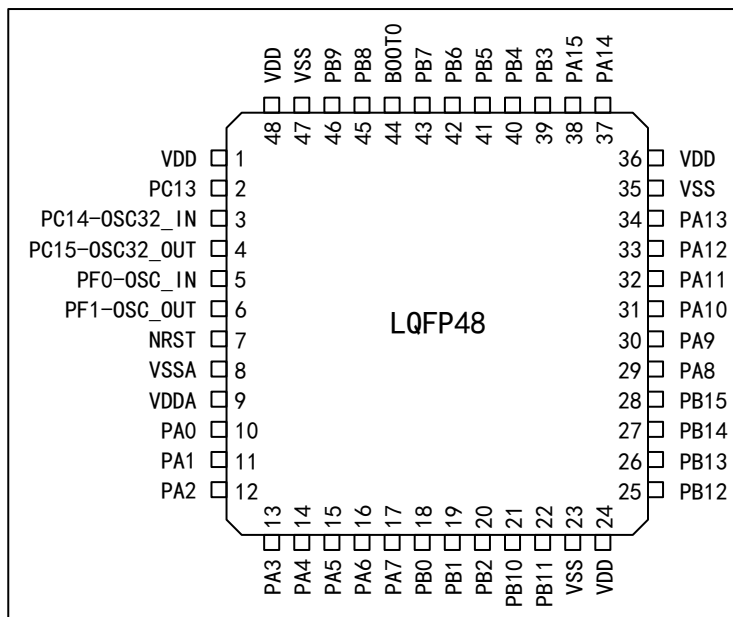 VDD
VSS
PB9
PB8
BOOT0
PB7
PB6
PB5
PB4
PB3
PA15
PA14
48
47
46
45
44
43
42
41
40
39
38
37
VDD 1
PC13 2
PC14-OSC32_IN 3
PC15-OSC32_OUT 4
PF0-OSC_IN 5
PF1-OSC_OUT 6
NRST 7
VSSA 8
VDDA 9
PA0 10
PA1 11
PA2 12
LQFP48
36 VDD
35 VSS
34 PA13
33 PA12
32 PA11
31 PA10
30 PA9
29 PA8
28 PB15
27 PB14
26 PB13
25 PB12
13
14
15
16
17
18
19
20
21
22
23
24
PA3
PA4
PA5
PA6
PA7
PB0
PB1
PB2
PB10
PB11
VSS
VDD